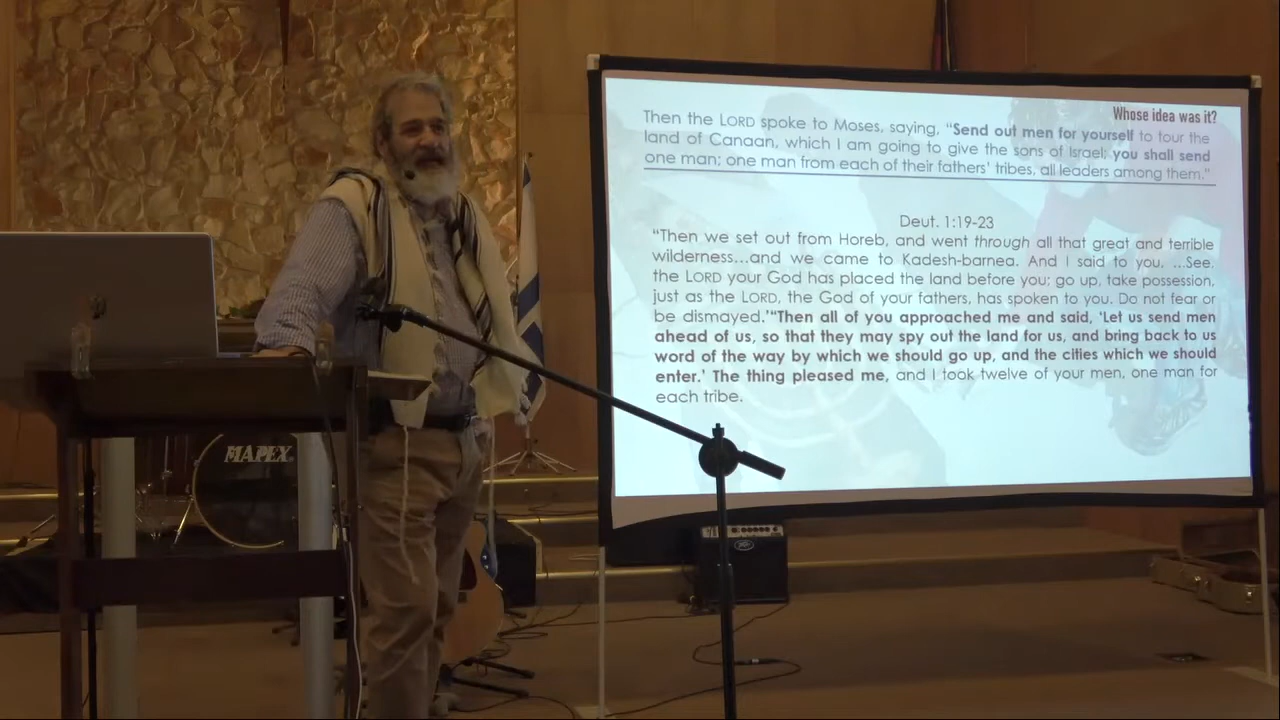 Whose idea was it?
Then the LORD spoke to Moses, saying, “Send out men for yourself to tour the
land of Canaan, which I am going to give the sons of Israel; you shall send
one man; one man from each of their fathers’ tribes, all leaders among them.”
Deut. 1:19-23
“Then we set out from Horeb, and went through all that great and terrible
wilderness…and we came to Kadesh-barnea. And I said to you, …See,
the LORD your God has placed the land before you; go up, take possession,
just as the LORD, the God of your fathers, has spoken to you. Do not fear or
be dismayed.’“Then all of you approached me and said, ‘Let us send men
ahead of us, so that they may spy out the land for us, and bring back to us
word of the way by which we should go up, and the cities which we should
enter.’ The thing pleased me, and I took twelve of your men, one man for
each tribe.
MAPEX
PEAVEY